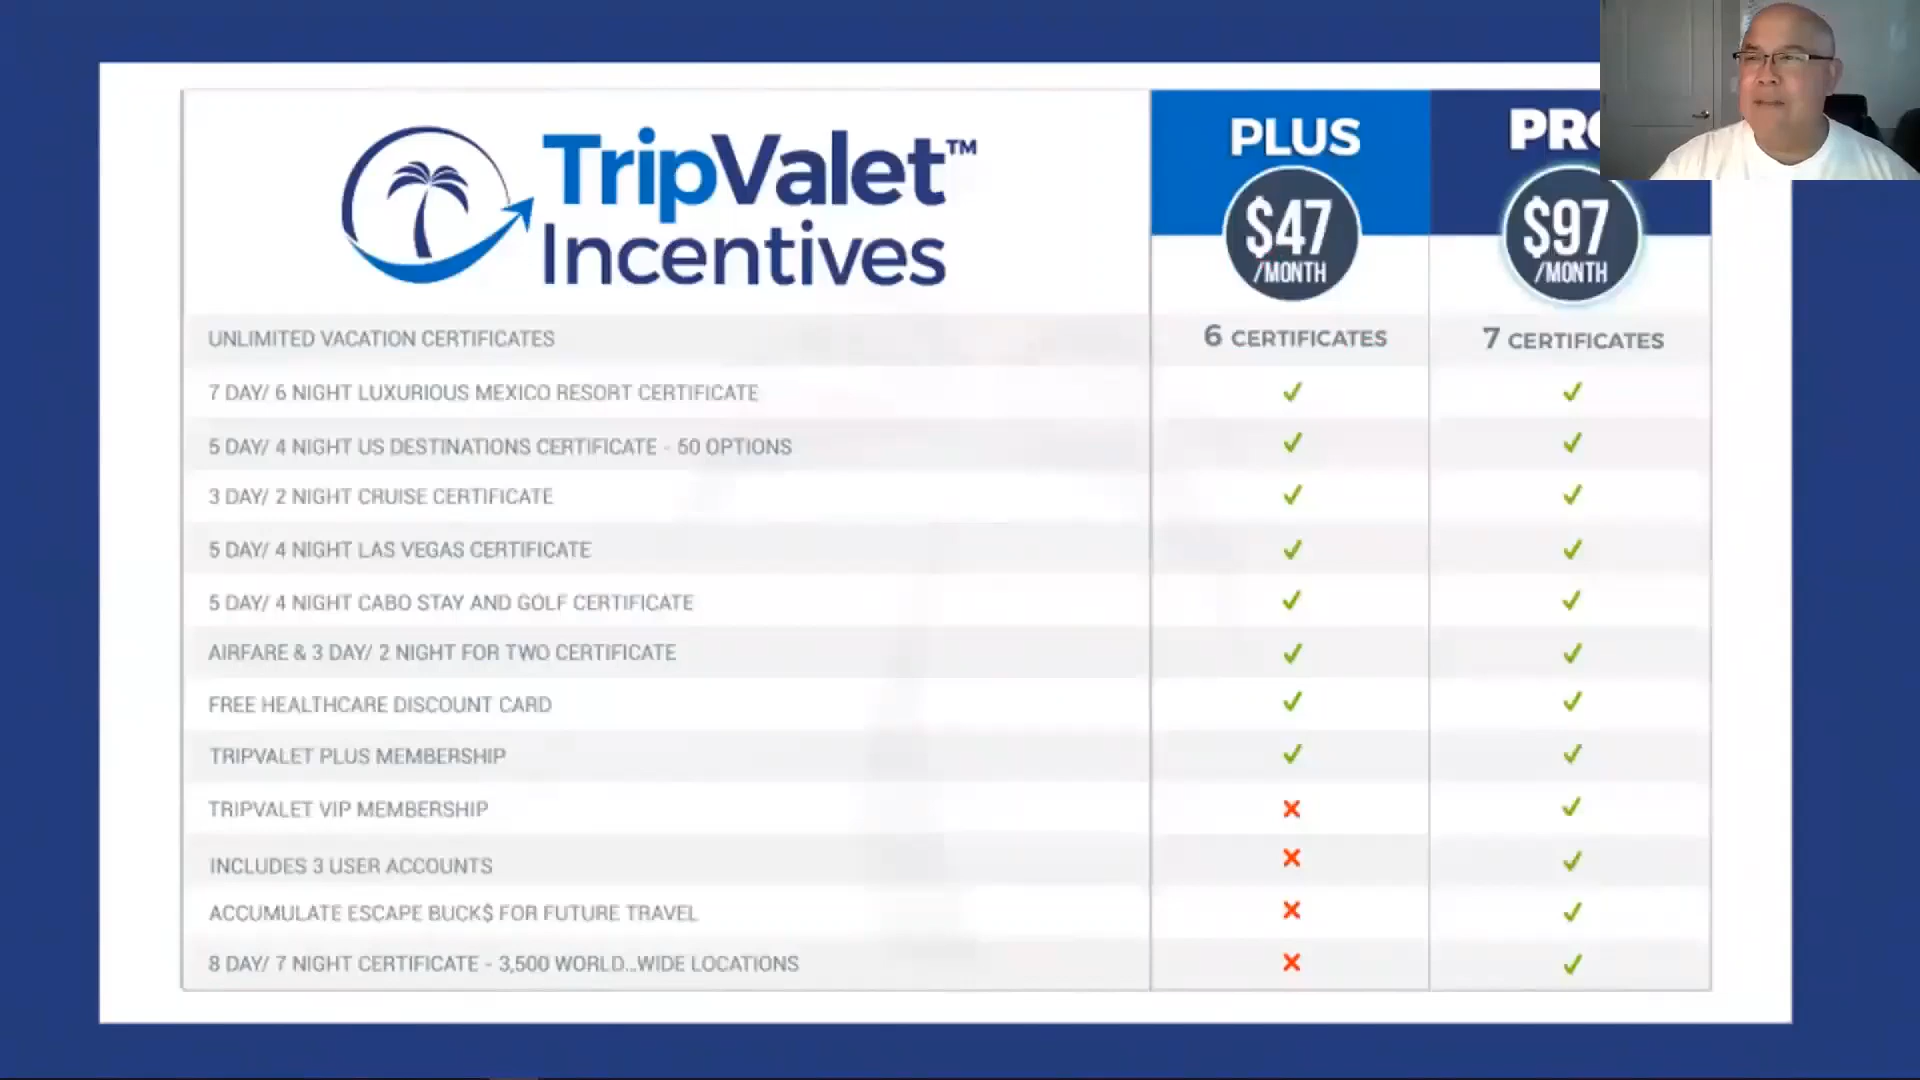 TripValet™
Incentives
PLUS
$47
/MONTH
PRO
$97
/MONTH
UNLIMITED VACATION CERTIFICATES 6 CERTIFICATES 7 CERTIFICATES
7 DAY/ 6 NIGHT LUXURIOUS MEXICO RESORT CERTIFICATE
5 DAY/ 4 NIGHT US DESTINATIONS CERTIFICATE - 50 OPTIONS
3 DAY/ 2 NIGHT CRUISE CERTIFICATE
5 DAY/ 4 NIGHT LAS VEGAS CERTIFICATE
5 DAY/ 4 NIGHT CABO STAY AND GOLF CERTIFICATE
AIRFARE & 3 DAY/ 2 NIGHT FOR TWO CERTIFICATE
FREE HEALTHCARE DISCOUNT CARD
TRIPVALET PLUS MEMBERSHIP
TRIPVALET VIP MEMBERSHIP
INCLUDES 3 USER ACCOUNTS
ACCUMULATE ESCAPE BUCK$ FOR FUTURE TRAVEL
8 DAY/ 7 NIGHT CERTIFICATE - 3,500 WORLD...WIDE LOCATIONS